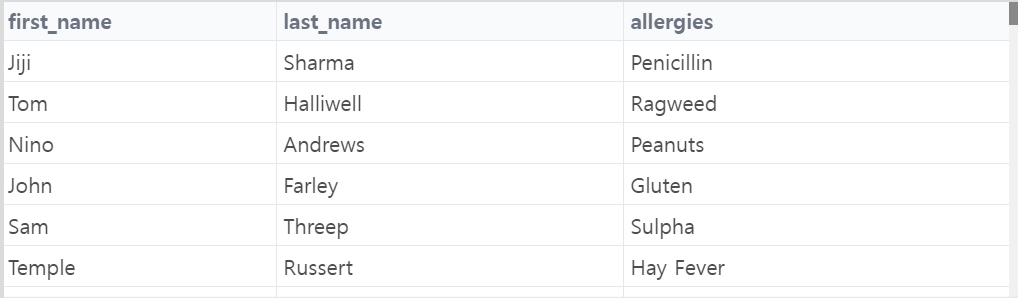 first_name last_name allergies
Jiji Sharma Penicillin
Tom Halliwell Ragweed
Nino Andrews Peanuts
John Farley Gluten
Sam Threep Sulpha
Temple Russert Hay Fever